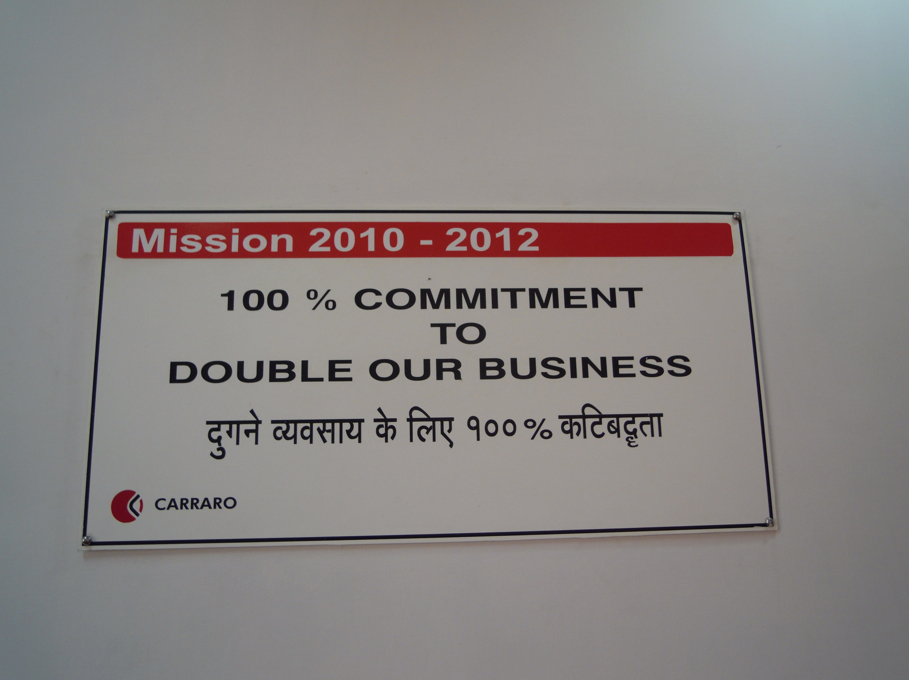 Mission 2010 - 2012
100 % COMMITMENT
TO
DOUBLE OUR BUSINESS
दुगने व्यवसाय के लिए १००% कटिबद्धता
CARRARO